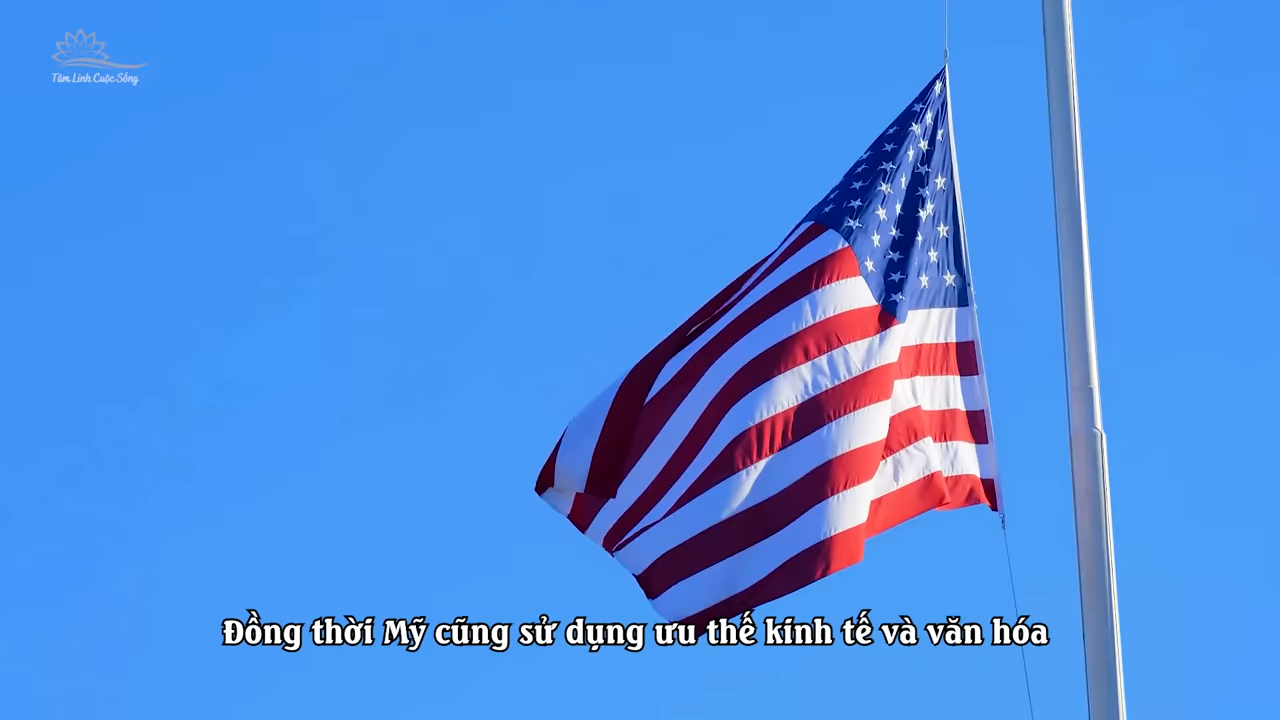 Tâm Linh Cuộc Sống
Đồng thời Mỹ cũng sử dụng ưu thế kinh tế và văn hóa